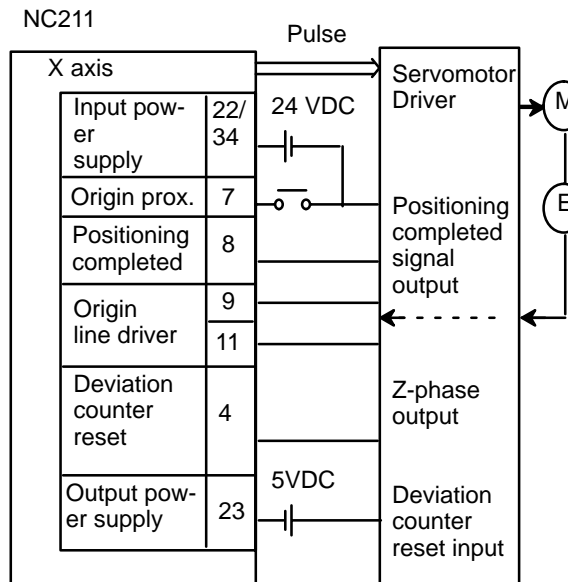 NC211
Pulse
X axis
Input pow-
er
supply
22/
34
24 VDC
Servomotor
Driver
M
Origin prox.
7
E
Positioning
completed
8
Positioning
completed
signal
output
Origin
line driver
9
11
Deviation
counter
reset
4
Z-phase
output
Output pow-
er supply
23
5VDC
Deviation
counter
reset input